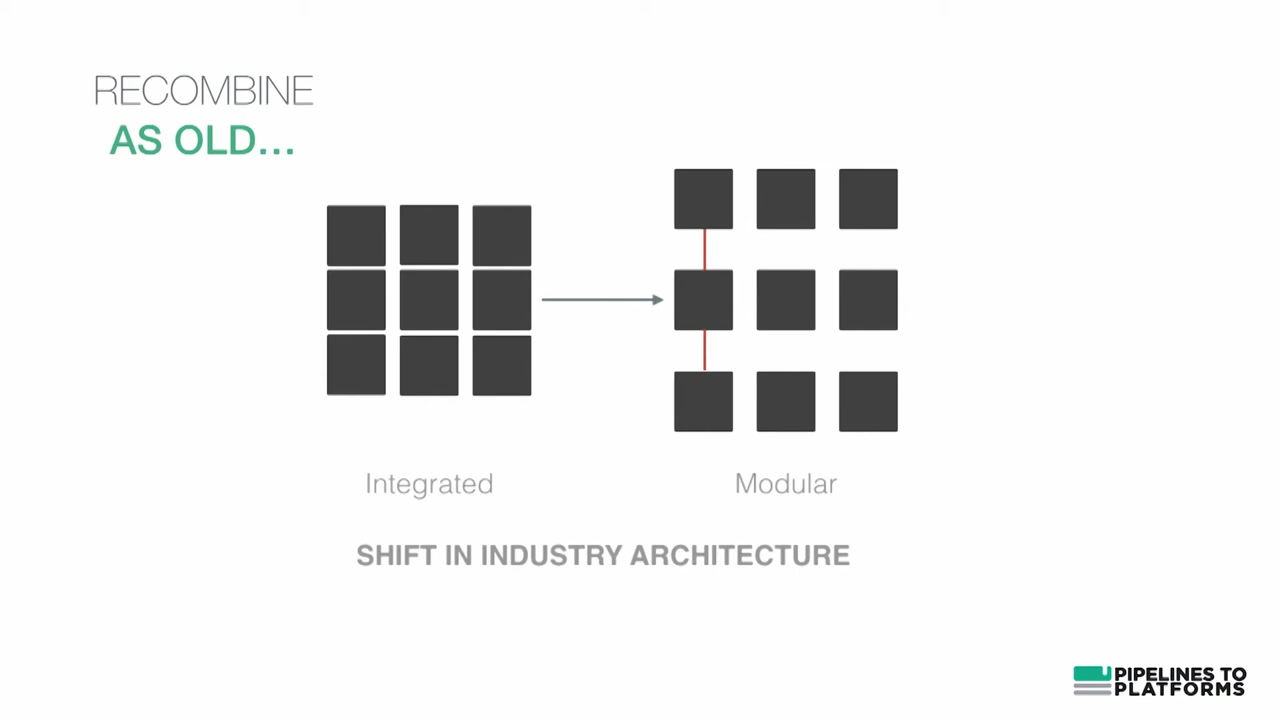 RECOMBINE
AS OLD...
Integrated
Modular
SHIFT IN INDUSTRY ARCHITECTURE
PIPELINES TO
PLATFORMS